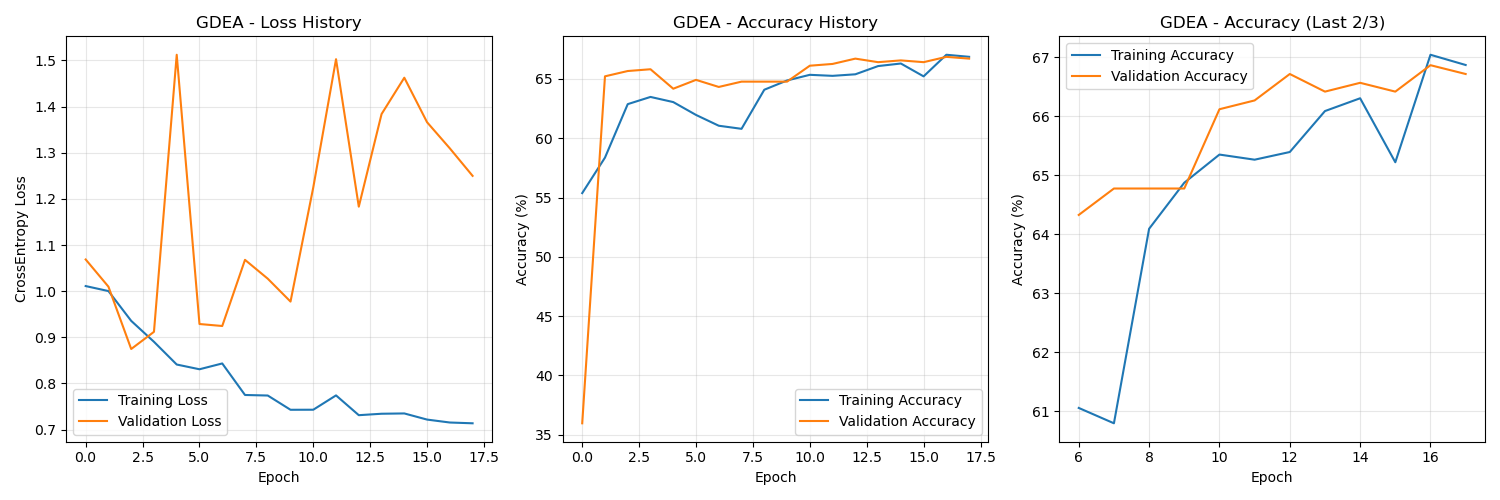 GDEA - Loss History
CrossEntropy Loss
1.5
1.4
1.3
1.2
1.1
1.0
0.9
0.8
0.7
Training Loss
Validation Loss
0.0 2.5 5.0 7.5 10.0 12.5 15.0 17.5
Epoch
GDEA - Accuracy History
Accuracy (%)
65
60
55
50
45
40
35
Training Accuracy
Validation Accuracy
0.0 2.5 5.0 7.5 10.0 12.5 15.0 17.5
Epoch
GDEA - Accuracy (Last 2/3)
Accuracy (%)
Training Accuracy
Validation Accuracy
67
66
65
64
63
62
61
6 8 10 12 14 16
Epoch